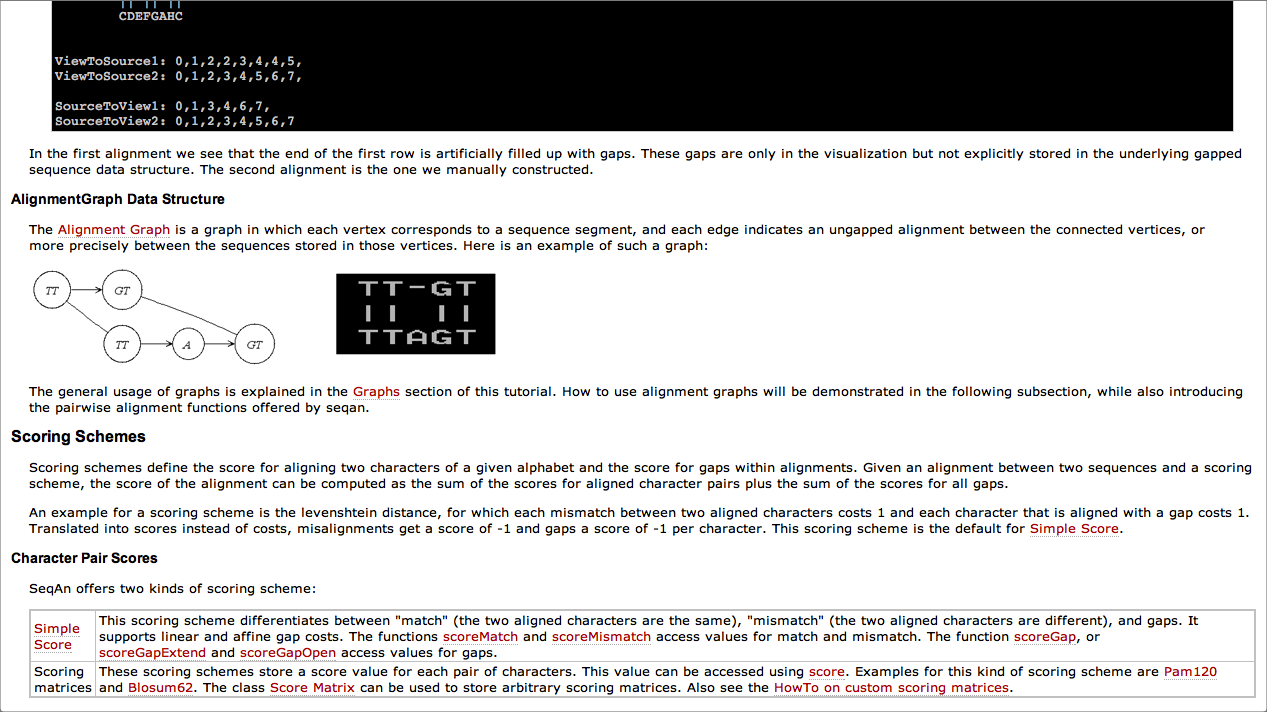 CDEFGAHC
ViewToSource1: 0,1,2,2,3,4,4,5,
ViewToSource2: 0,1,2,3,4,5,6,7,
SourceToView1: 0,1,3,4,6,7,
SourceToView2: 0,1,2,3,4,5,6,7
In the first alignment we see that the end of the first row is artificially filled up with gaps. These gaps are only in the visualization but not explicitly stored in the underlying gapped
sequence data structure. The second alignment is the one we manually constructed.
AlignmentGraph Data Structure
The Alignment Graph is a graph in which each vertex corresponds to a sequence segment, and each edge indicates an ungapped alignment between the connected vertices, or
more precisely between the sequences stored in those vertices. Here is an example of such a graph:
TT GT
TT A GT
TT-GT
|| ||
TTAGT
The general usage of graphs is explained in the Graphs section of this tutorial. How to use alignment graphs will be demonstrated in the following subsection, while also introducing
the pairwise alignment functions offered by seqan.
Scoring Schemes
Scoring schemes define the score for aligning two characters of a given alphabet and the score for gaps within alignments. Given an alignment between two sequences and a scoring
scheme, the score of the alignment can be computed as the sum of the scores for aligned character pairs plus the sum of the scores for all gaps.
An example for a scoring scheme is the levenshtein distance, for which each mismatch between two aligned characters costs 1 and each character that is aligned with a gap costs 1.
Translated into scores instead of costs, misalignments get a score of -1 and gaps a score of -1 per character. This scoring scheme is the default for Simple Score.
Character Pair Scores
SeqAn offers two kinds of scoring scheme:
Simple
Score
This scoring scheme differentiates between "match" (the two aligned characters are the same), "mismatch" (the two aligned characters are different), and gaps. It
supports linear and affine gap costs. The functions scoreMatch and scoreMismatch access values for match and mismatch. The function scoreGap, or
scoreGapExtend and scoreGapOpen access values for gaps.
Scoring
matrices
These scoring schemes store a score value for each pair of characters. This value can be accessed using score. Examples for this kind of scoring scheme are Pam120
and Blosum62. The class Score Matrix can be used to store arbitrary scoring matrices. Also see the HowTo on custom scoring matrices.